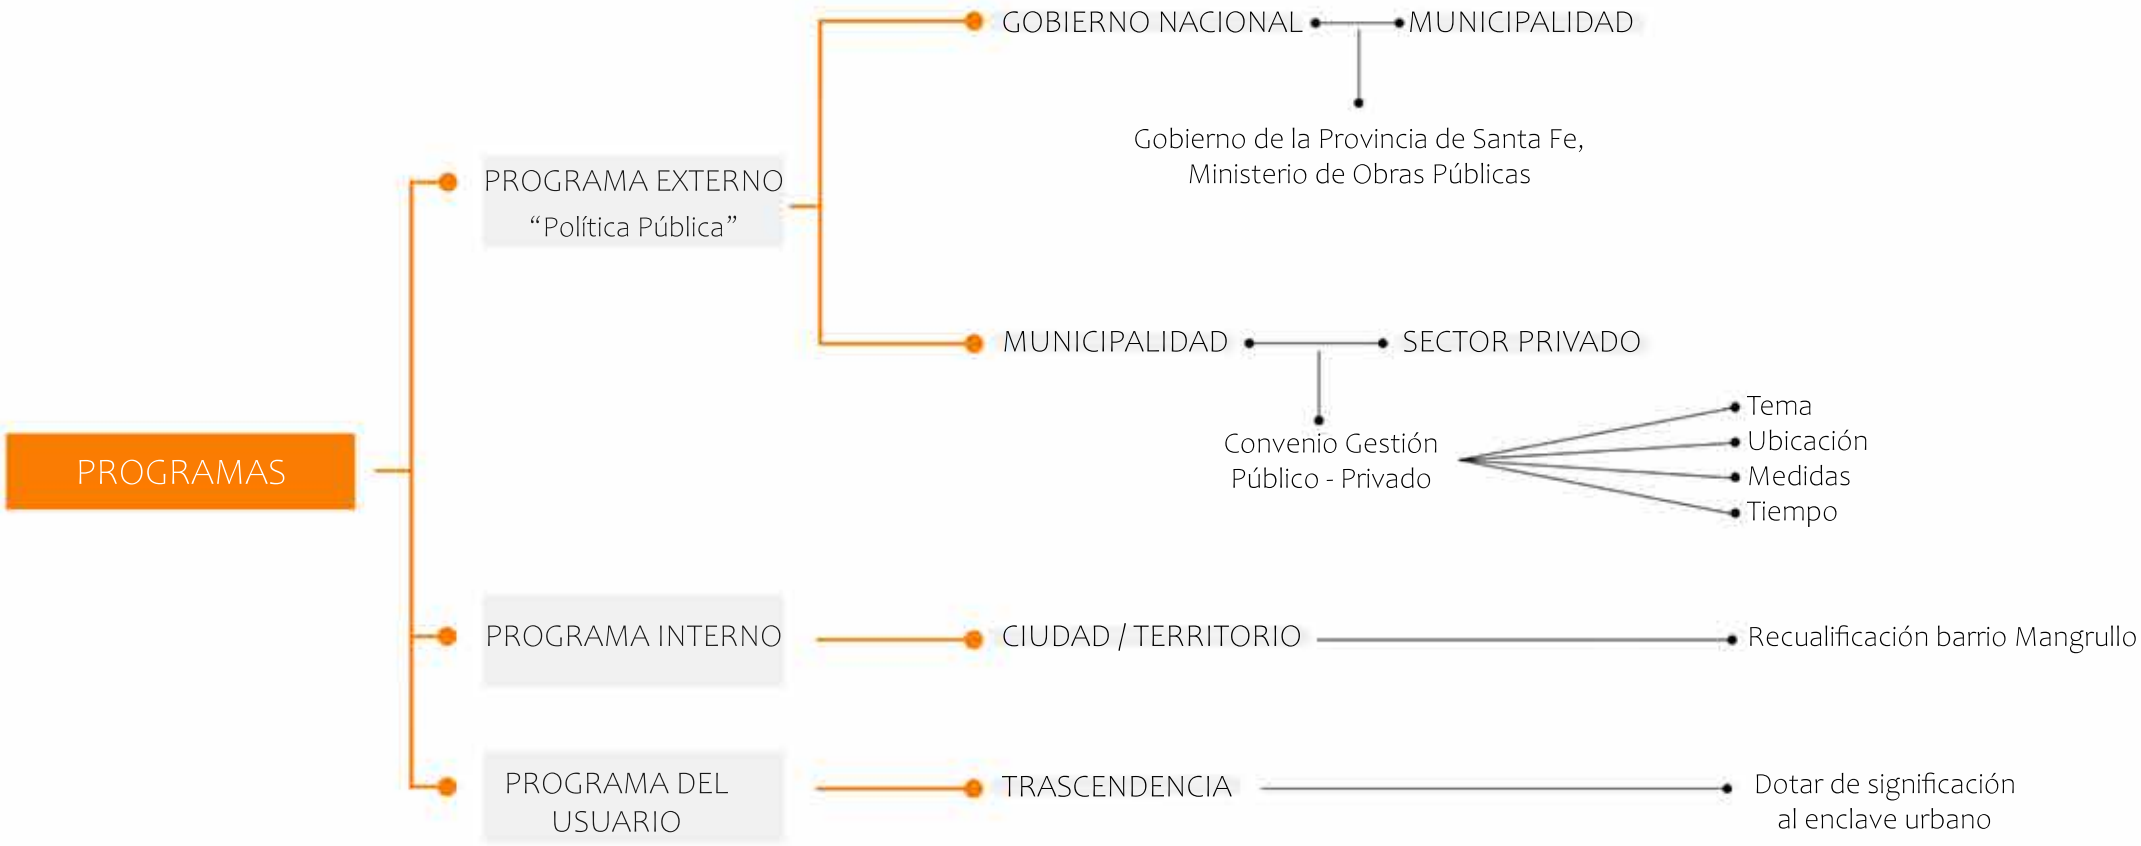 PROGRAMAS
PROGRAMA EXTERNO
“Política Pública”
GOBIERNO NACIONAL
MUNICIPALIDAD
Gobierno de la Provincia de Santa Fe,
Ministerio de Obras Públicas
MUNICIPALIDAD
SECTOR PRIVADO
Convenio Gestión
Público - Privado
Tema
Ubicación
Medidas
Tiempo
PROGRAMA INTERNO
CIUDAD / TERRITORIO
Recualificación barrio Mangrullo
PROGRAMA DEL
USUARIO
TRASCENDENCIA
Dotar de significación
al enclave urbano